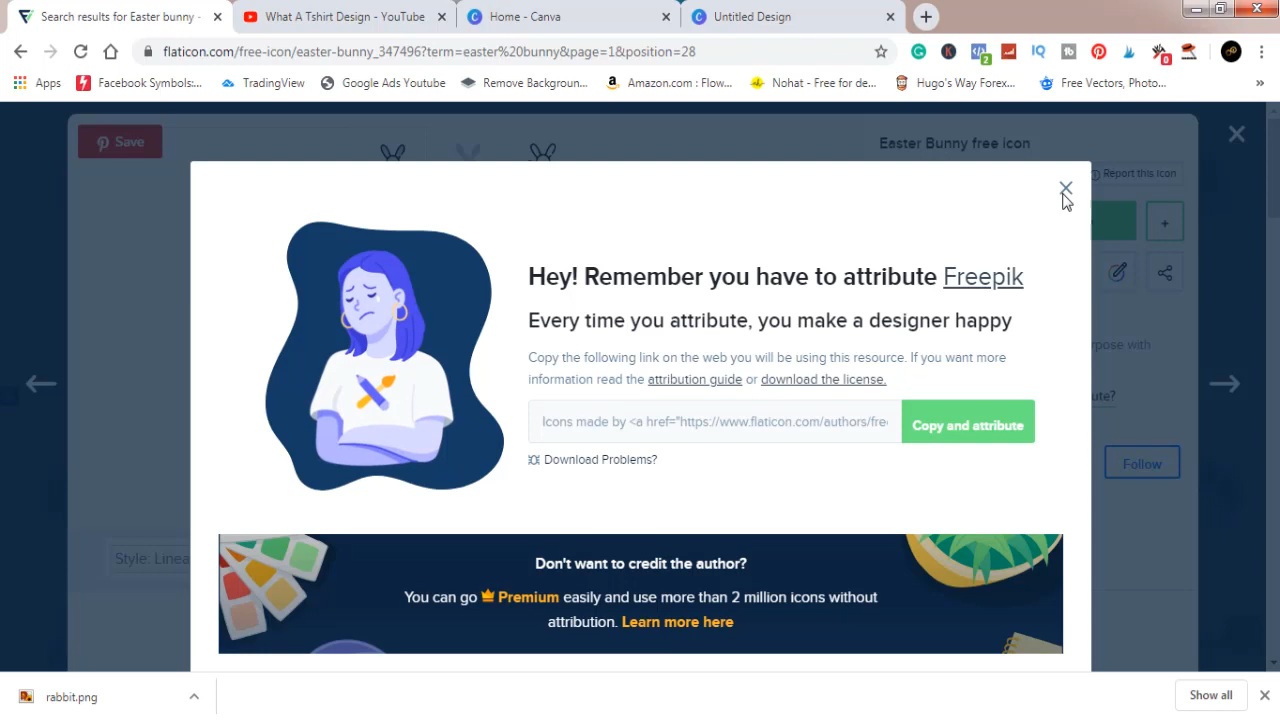 Search results for Easter bunny -
What A Tshirt Design - YouTube
Home - Canva
Untitled Design
flaticon.com/free-icon/easter-bunny_347496?term=easter%20bunny&page=1&position=28
Apps
Facebook Symbols:...
TradingView
Google Ads Youtube
Remove Backgroun...
Amazon.com : Flow...
Nohat - Free for de...
Hugo's Way Forex...
Free Vectors, Photo...
Save
Easter Bunny free icon
Report this icon
Hey! Remember you have to attribute Freepik
Every time you attribute, you make a designer happy
Copy the following link on the web you will be using this resource. If you want more
information read the attribution guide or download the license.
Icons made by <a href="https://www.flaticon.com/authors/fre
Copy and attribute
Download Problems?
rpose with
ute?
Follow
Style: Linea
Don't want to credit the author?
You can go Premium easily and use more than 2 million icons without
attribution. Learn more here
rabbit.png
Show all